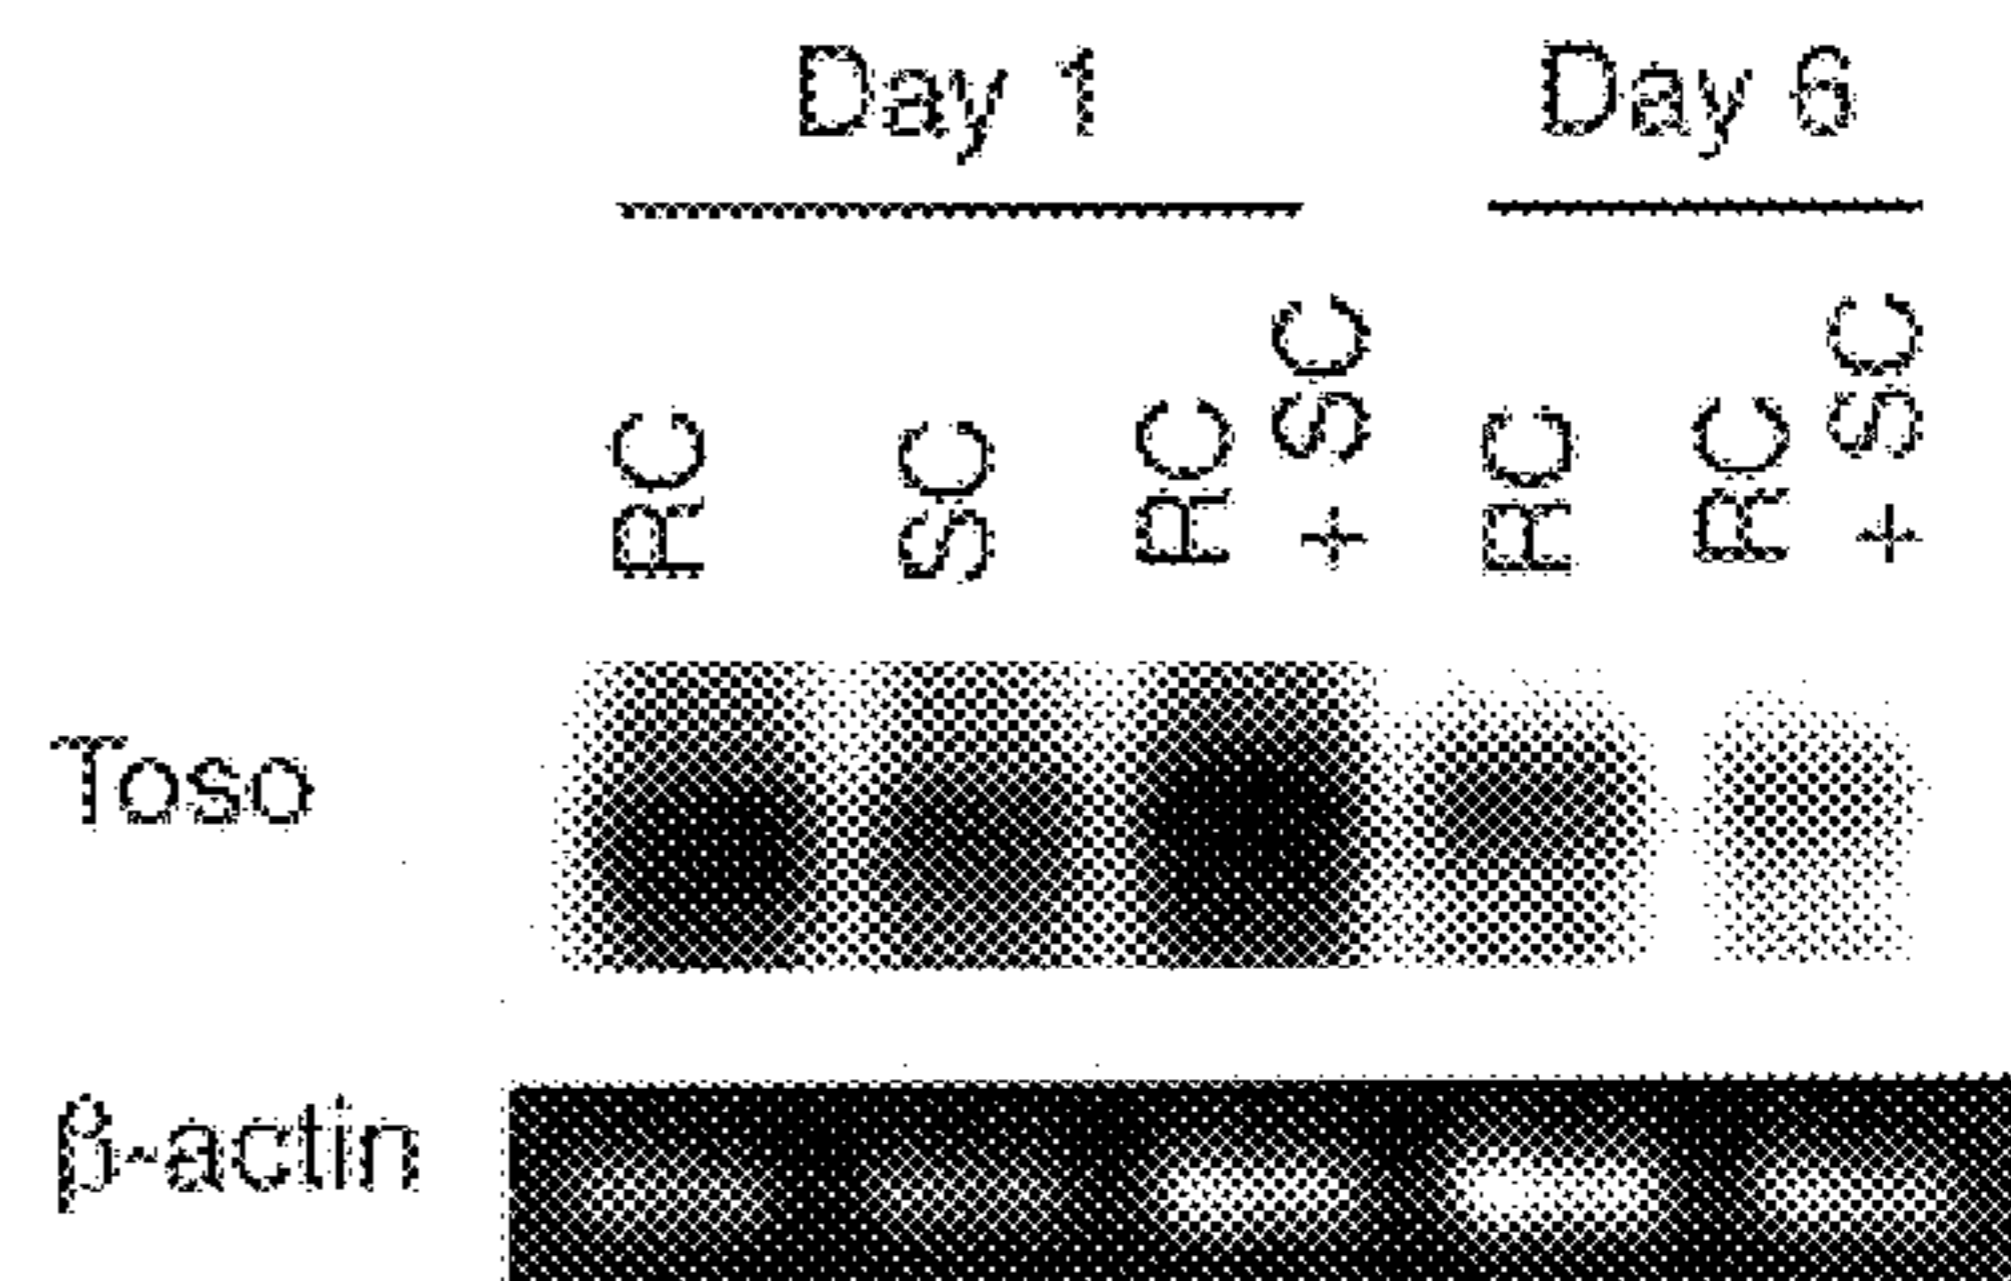 Day 1 Day 6
RC SC RC + SC RC RC + SC
Toso
β-actin